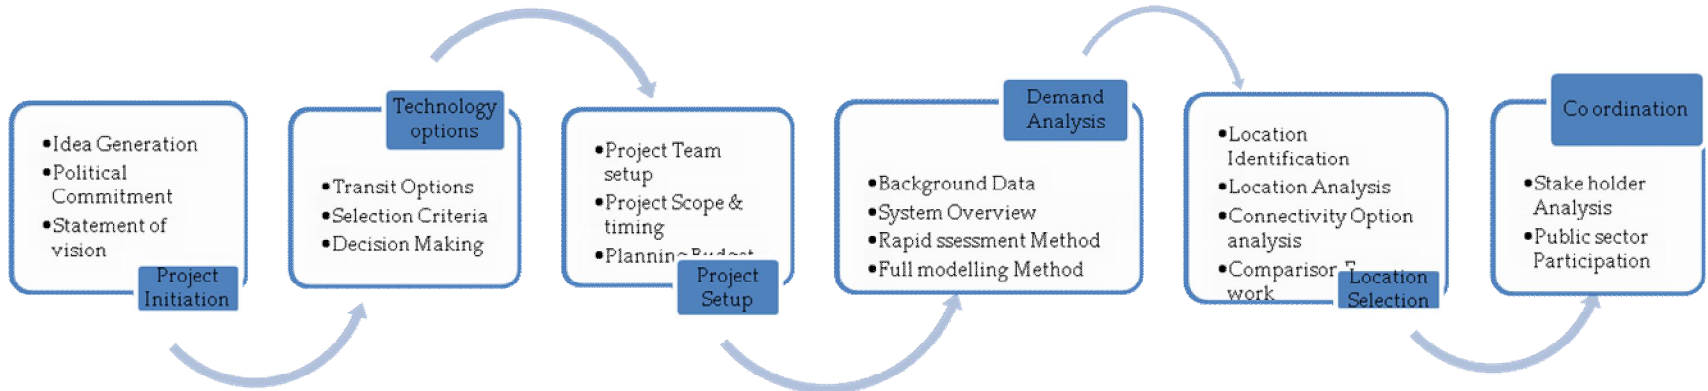 •Idea Generation
•Political
Commitment
•Statement of
vision
Project
Initiation
Technology
options
•Transit Options
•Selection Criteria
•Decision Making
•Project Team
setup
•Project Scope &
timing
•Planning Budget
Project
Setup
Demand
Analysis
•Background Data
•System Overview
•Rapid ssessment Method
•Full modelling Method
•Location
Identification
•Location Analysis
•Connectivity Option
analysis
•Comparison
work
Location
Selection
Co ordination
•Stake holder
Analysis
•Public sector
Participation